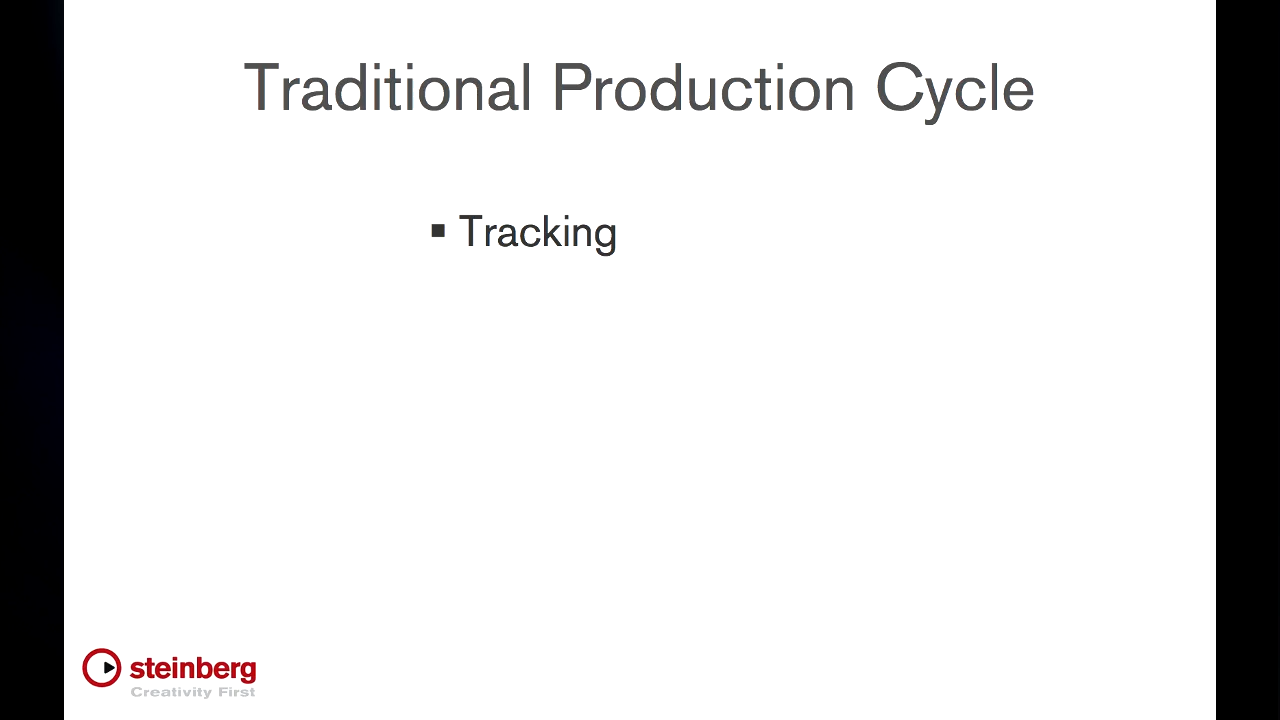 Traditional Production Cycle
▪ Tracking
steinberg
Creativity First